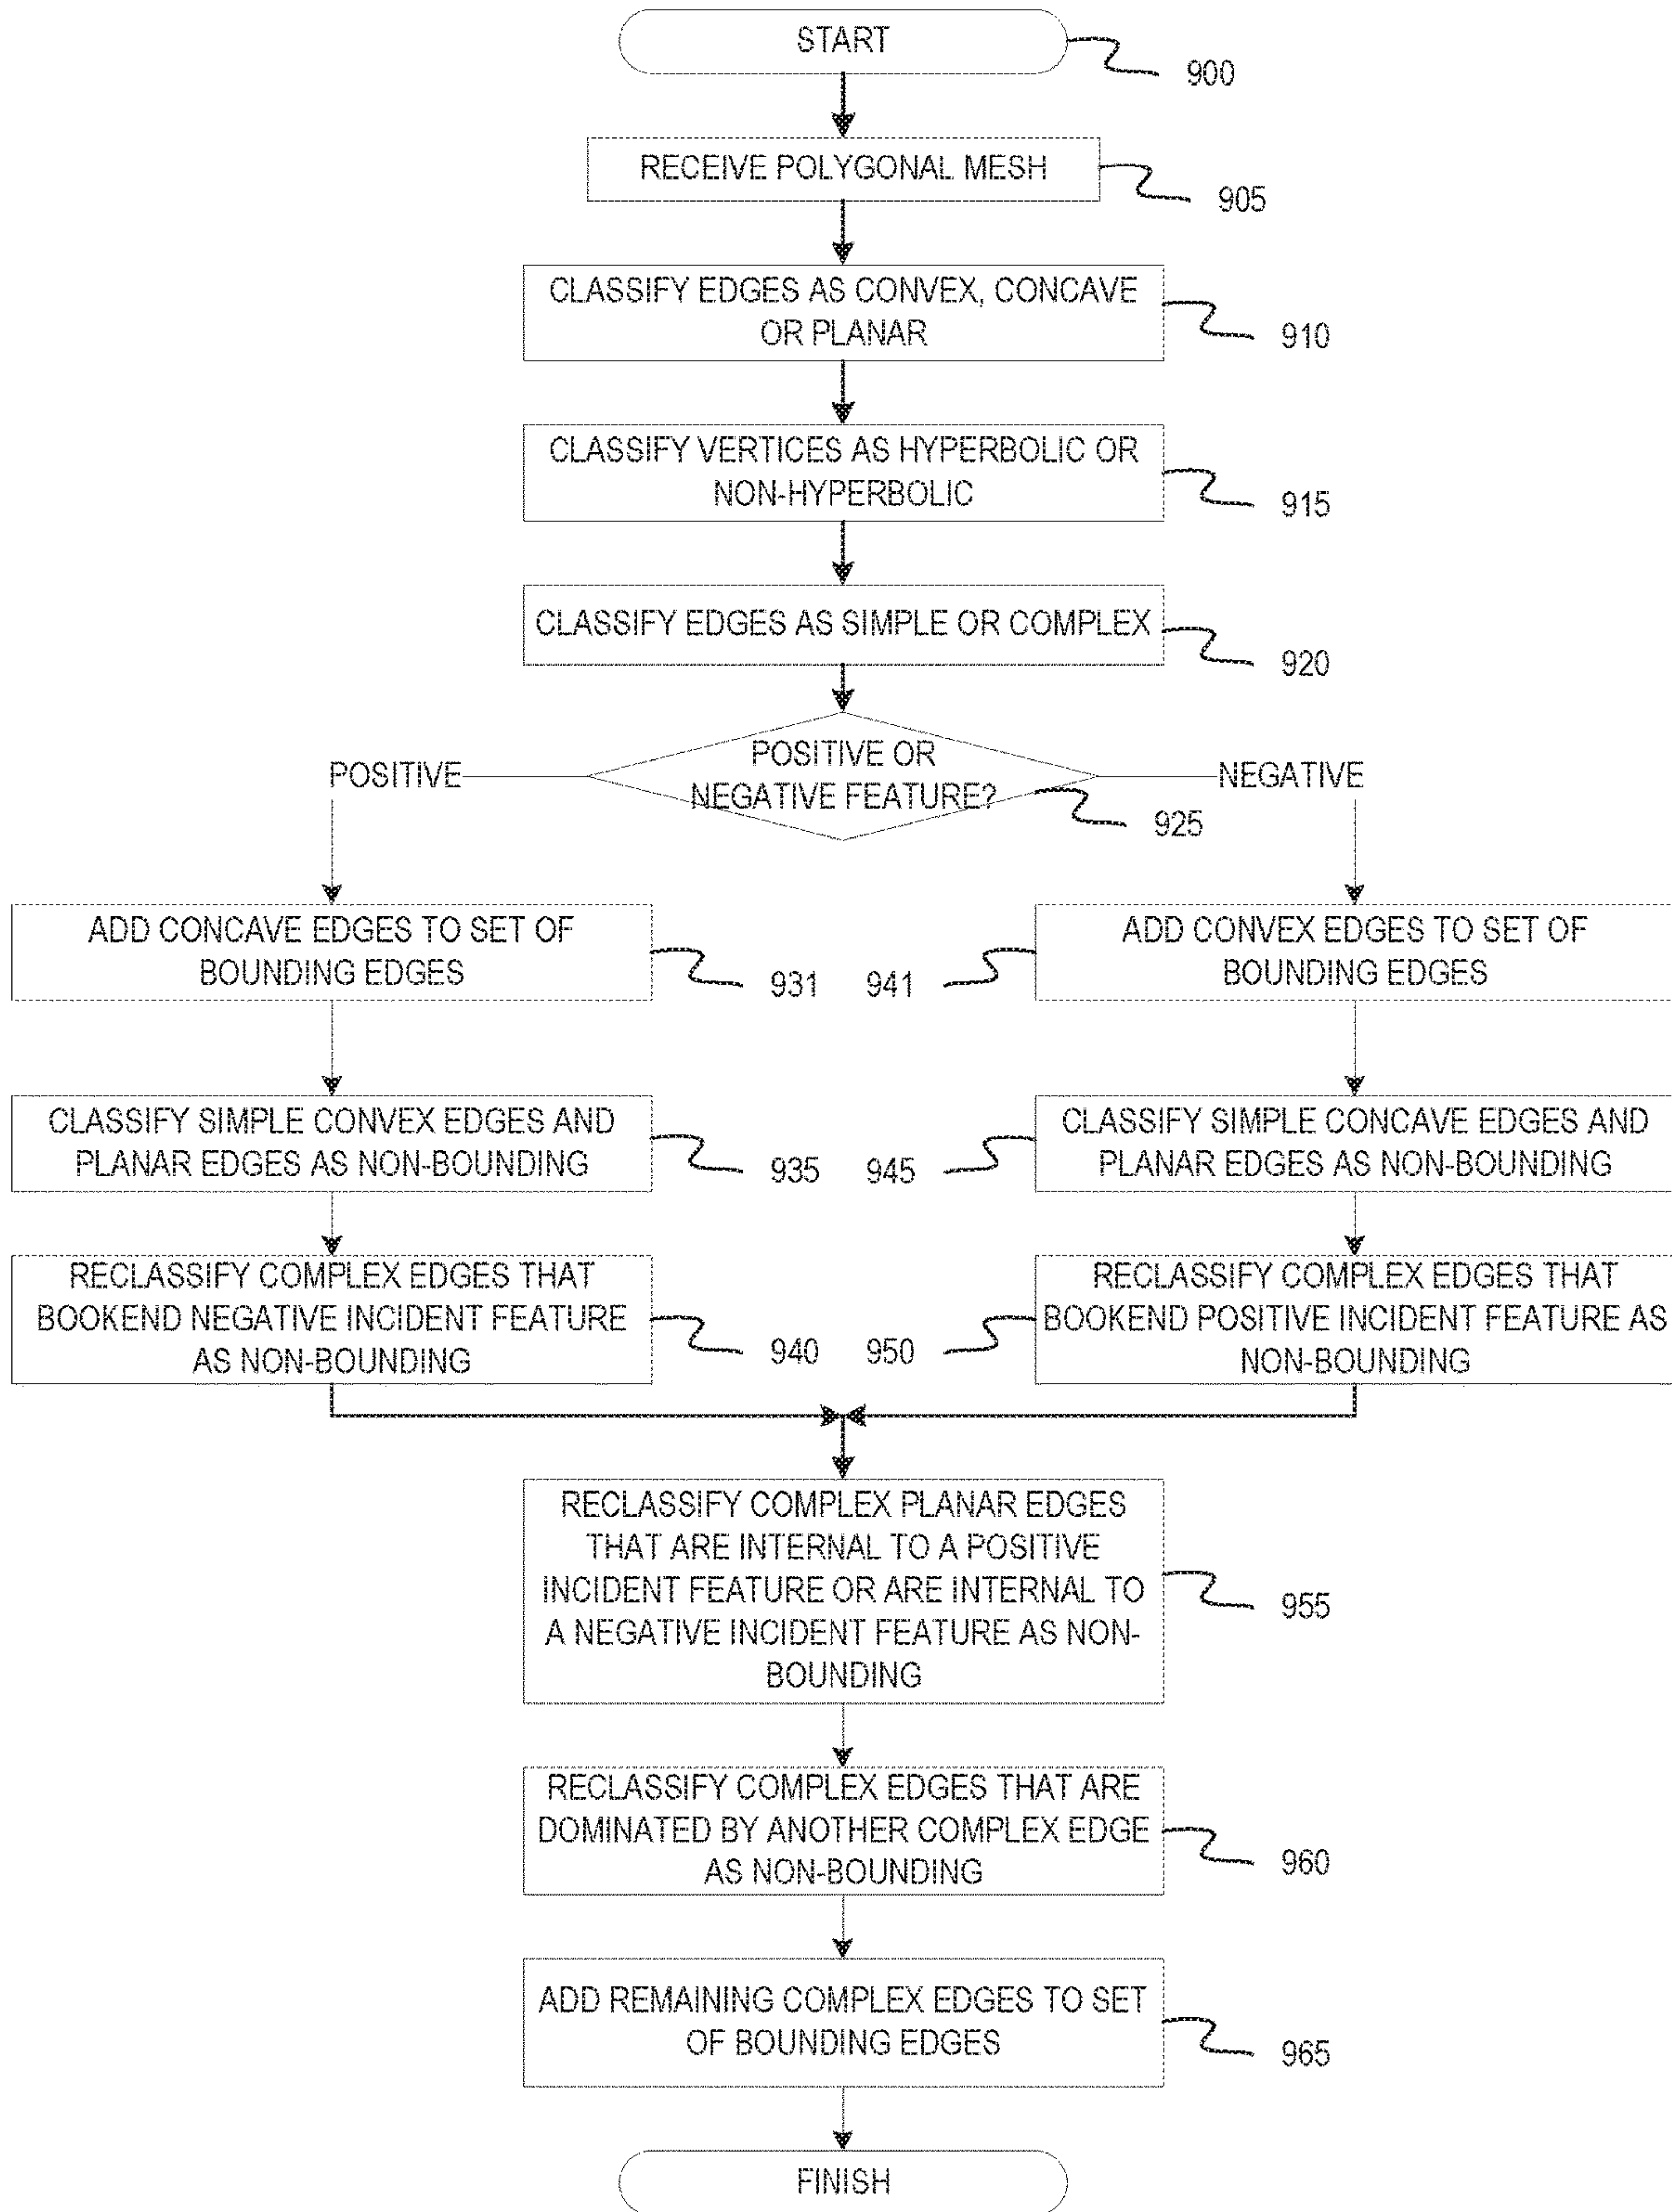 START
900
RECEIVE POLYGONAL MESH
905
CLASSIFY EDGES AS CONVEX, CONCAVE
OR PLANAR
910
CLASSIFY VERTICES AS HYPERBOLIC OR
NON-HYPERBOLIC
915
CLASSIFY EDGES AS SIMPLE OR COMPLEX
920
POSITIVE OR
NEGATIVE FEATURE?
925
POSITIVE
NEGATIVE
ADD CONCAVE EDGES TO SET OF
BOUNDING EDGES
931
941
ADD CONVEX EDGES TO SET OF
BOUNDING EDGES
CLASSIFY SIMPLE CONVEX EDGES AND
PLANAR EDGES AS NON-BOUNDING
935
945
CLASSIFY SIMPLE CONCAVE EDGES AND
PLANAR EDGES AS NON-BOUNDING
RECLASSIFY COMPLEX EDGES THAT
BOOKEND NEGATIVE INCIDENT FEATURE
AS NON-BOUNDING
940
950
RECLASSIFY COMPLEX EDGES THAT
BOOKEND POSITIVE INCIDENT FEATURE AS
NON-BOUNDING
RECLASSIFY COMPLEX PLANAR EDGES
THAT ARE INTERNAL TO A POSITIVE
INCIDENT FEATURE OR ARE INTERNAL TO
A NEGATIVE INCIDENT FEATURE AS NON-
BOUNDING
955
RECLASSIFY COMPLEX EDGES THAT ARE
DOMINATED BY ANOTHER COMPLEX EDGE
AS NON-BOUNDING
960
ADD REMAINING COMPLEX EDGES TO SET
OF BOUNDING EDGES
965
FINISH